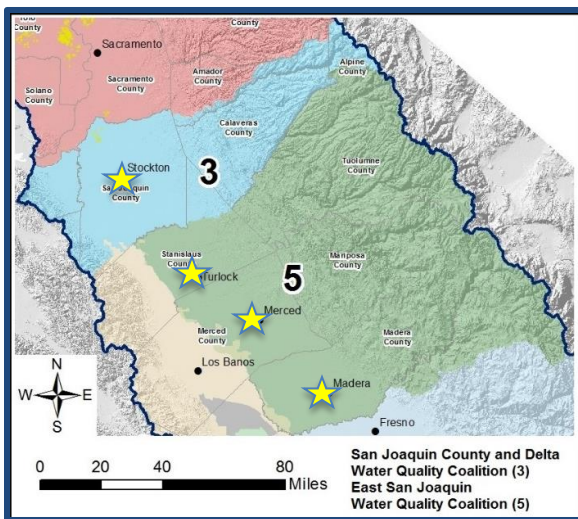 Sacramento
Solano
County
Sacramento
County
Amador
County
Alpine
County
Calaveras
County
Stockton
3
County
Tuolumne
County
Stanislaus
County
Turlock
5
Mariposa
County
Merced
Merced
County
Madera
County
Los Banos
Madera
Fresno
N
W E
S
0 20 40 80
Miles
San Joaquin County and Delta
Water Quality Coalition (3)
East San Joaquin
Water Quality Coalition (5)